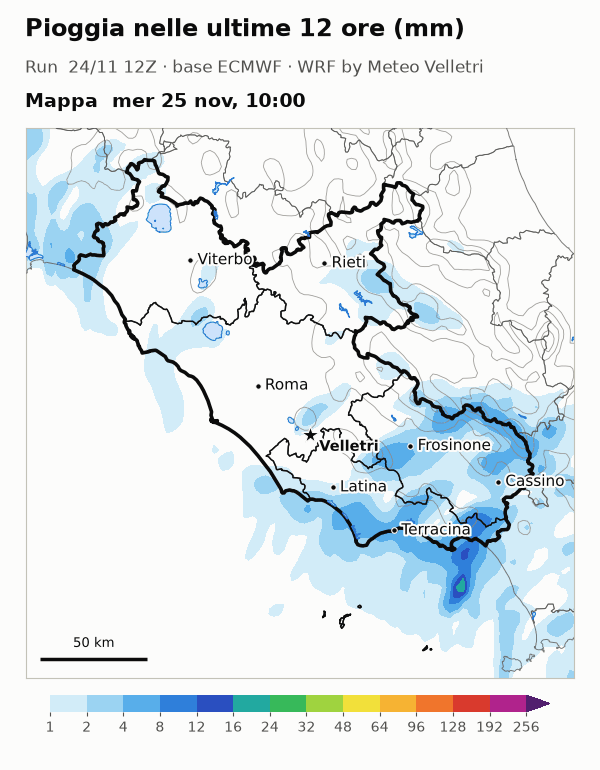 Pioggia nelle ultime 12 ore (mm)
Run  24/11 12Z · base ECMWF · WRF by Meteo Velletri
Mappa  mer 25 nov, 10:00
Viterbo
Rieti
Roma
Velletri
Frosinone
Latina
Cassino
Terracina
50 km
1 2 4 8 12 16 24 32 48 64 96 128 192 256